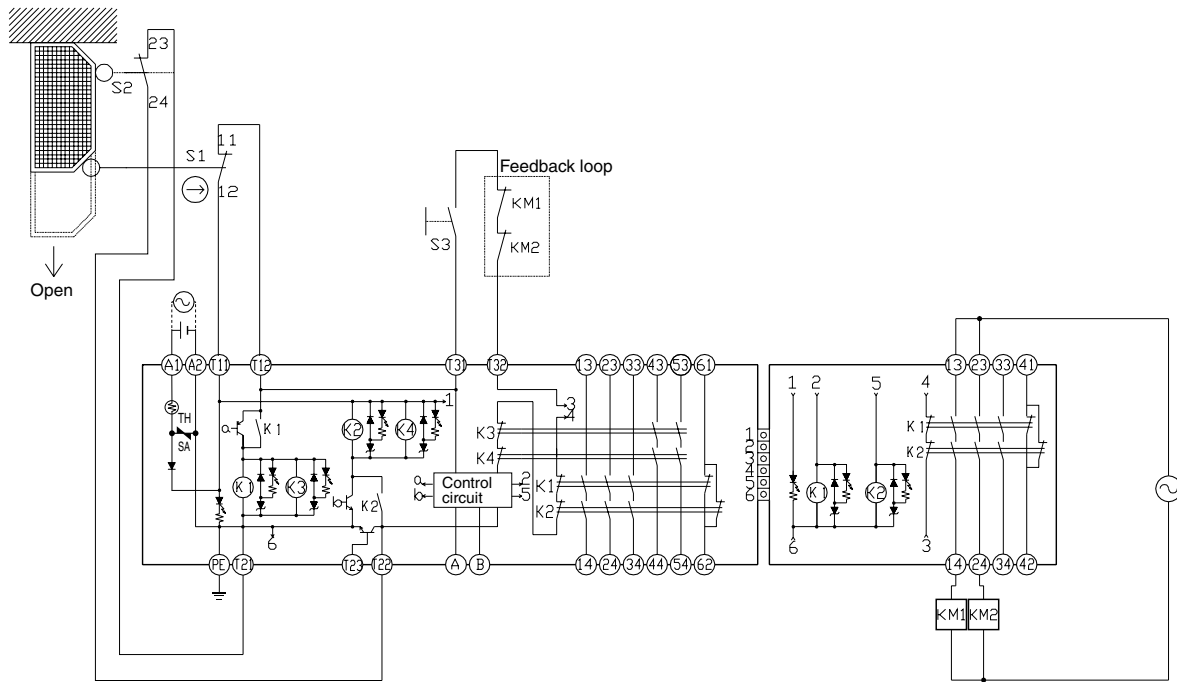 23
S2
24
11
S1
12
Open
Feedback loop
KM1
S3
KM2
A1 A2 T11 T12 T31 T32 13 23 33 43 53 61
13 23 33 41
1
3
4
1 2 5 4
TH
SA
a
K1
K2
K4
K3
K4
K1
K2
K1
K3
b
K2
a
b
Control
circuit
2
5
K1
K2
1
2
3
4
5
6
K1
K2
6
6
3
PE T21 T23 T22 A B 14 24 34 44 54 62
14 24 34 42
KM1 KM2